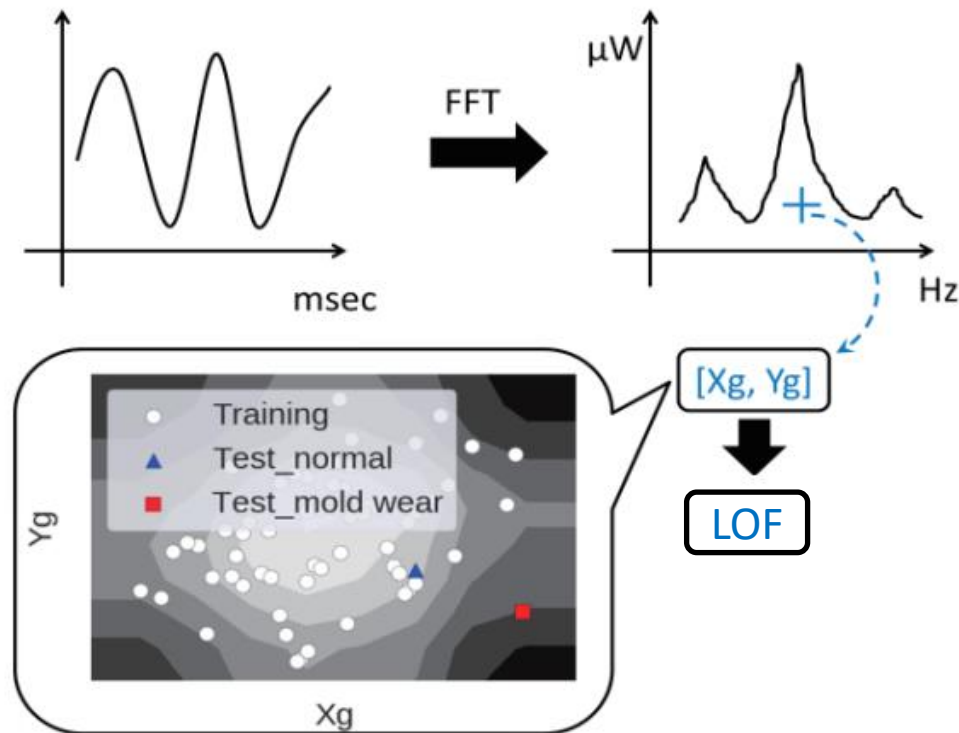 msec
FFT
μW
Hz
[Xg, Yg]
LOF
Training
Test_normal
Test_mold wear
Yg
Xg